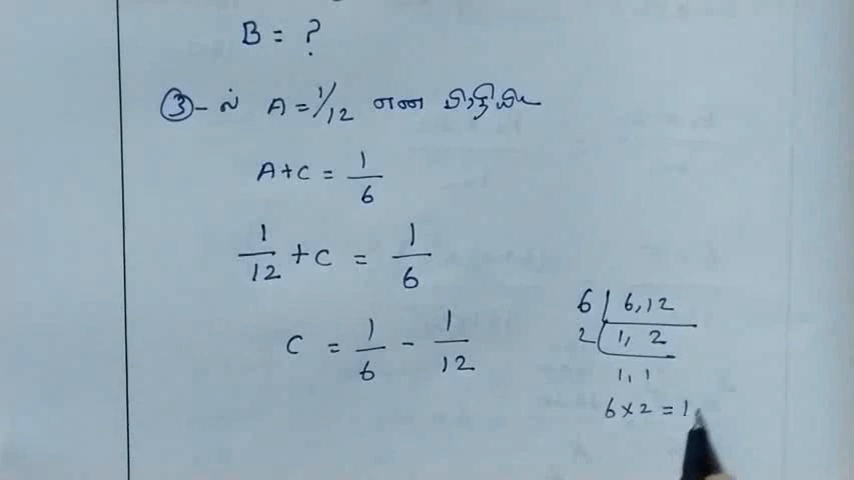 B = ?
③-ல் A = 1/12 என பிரதியிட
A+C = 1/6
1/12 + C = 1/6
C = 1/6 - 1/12
6 | 6, 12
2 | 1, 2
1, 1
6 × 2 = 1